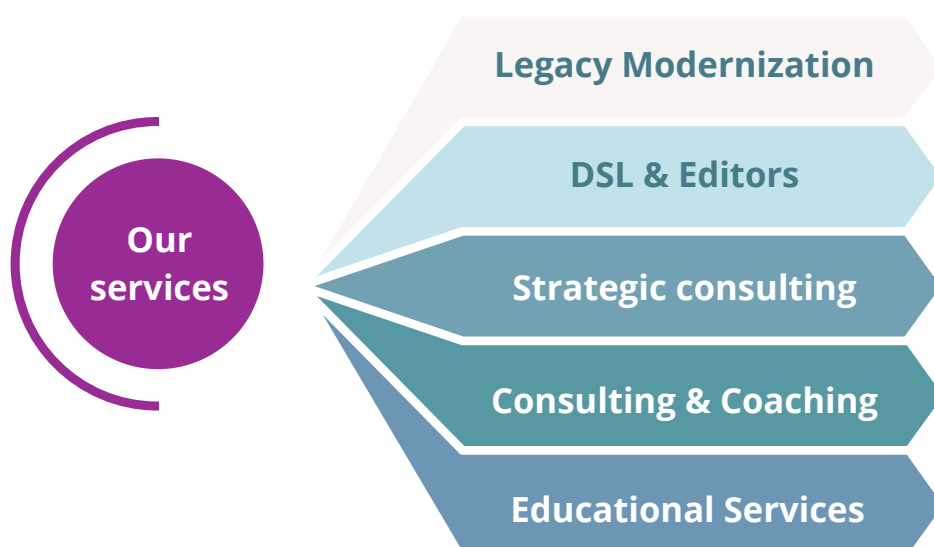 Our
services
Legacy Modernization
DSL & Editors
Strategic consulting
Consulting & Coaching
Educational Services